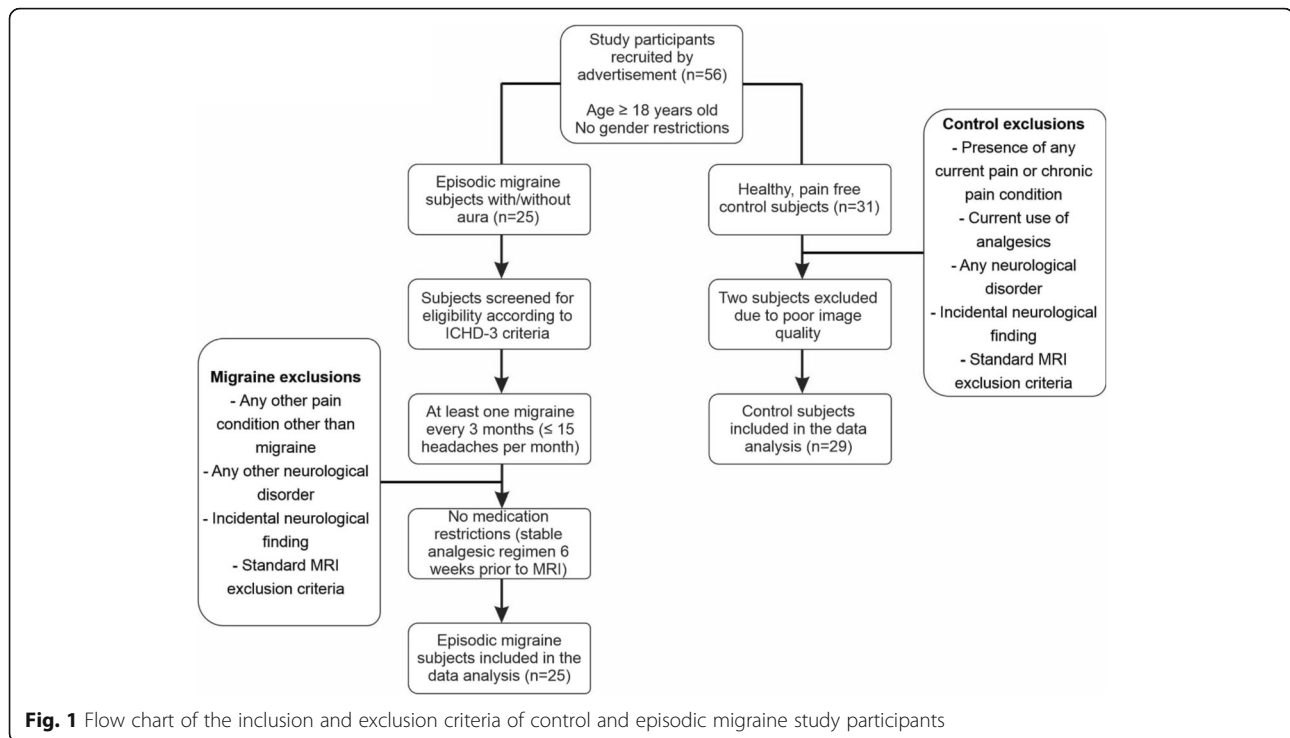 Study participants
recruited by
advertisement (n=56)
Age ≥ 18 years old
No gender restrictions
Episodic migraine
subjects with/without
aura (n=25)
Healthy, pain free
control subjects (n=31)
Control exclusions
- Presence of any
current pain or chronic
pain condition
- Current use of
analgesics
- Any neurological
disorder
- Incidental neurological
finding
- Standard MRI
exclusion criteria
Subjects screened for
eligibility according to
ICHD-3 criteria
Two subjects excluded
due to poor image
quality
Migraine exclusions
- Any other pain
condition other than
migraine
- Any other neurological
disorder
- Incidental neurological
finding
- Standard MRI
exclusion criteria
At least one migraine
every 3 months (≤ 15
headaches per month)
Control subjects
included in the data
analysis (n=29)
No medication
restrictions (stable
analgesic regimen 6
weeks prior to MRI)
Episodic migraine
subjects included in the
data analysis (n=25)
Fig. 1 Flow chart of the inclusion and exclusion criteria of control and episodic migraine study participants